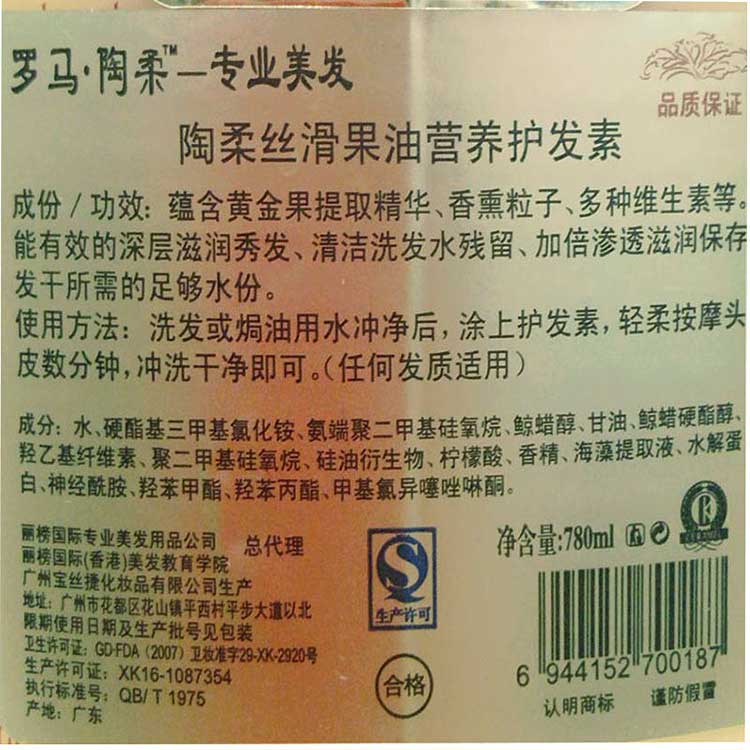 罗马·陶柔™—专业美发
品质保证
陶柔丝滑果油营养护发素
成份/功效：蕴含黄金果提取精华、香熏粒子、多种维生素等。
能有效的深层滋润秀发、清洁洗发水残留、加倍渗透滋润保存
发干所需的足够水份。
使用方法：洗发或焗油用水冲净后，涂上护发素，轻柔按摩头
皮数分钟，冲洗干净即可。（任何发质适用）
成分：水、硬酯基三甲基氯化铵、氨端聚二甲基硅氧烷、鲸蜡醇、甘油、鲸蜡硬酯醇、
羟乙基纤维素、聚二甲基硅氧烷、硅油衍生物、柠檬酸、香精、海藻提取液、水解蛋
白、神经酰胺、羟苯甲酯、羟苯丙酯、甲基氯异噻唑啉酮。
丽榜国际专业美发用品公司 总代理
丽榜国际(香港)美发教育学院
广州宝丝捷化妆品有限公司生产
地址：广州市花都区花山镇平西村平步大道以北
限期使用日期及生产批号见包装
卫生许可证：GD-FDA（2007）卫妆准字29-XK-2920号
生产许可证：XK16-1087354
执行标准号：QB/T 1975
产地：广东
生产许可
合格
净含量:780ml
6 944152 700187
认明商标 谨防假冒